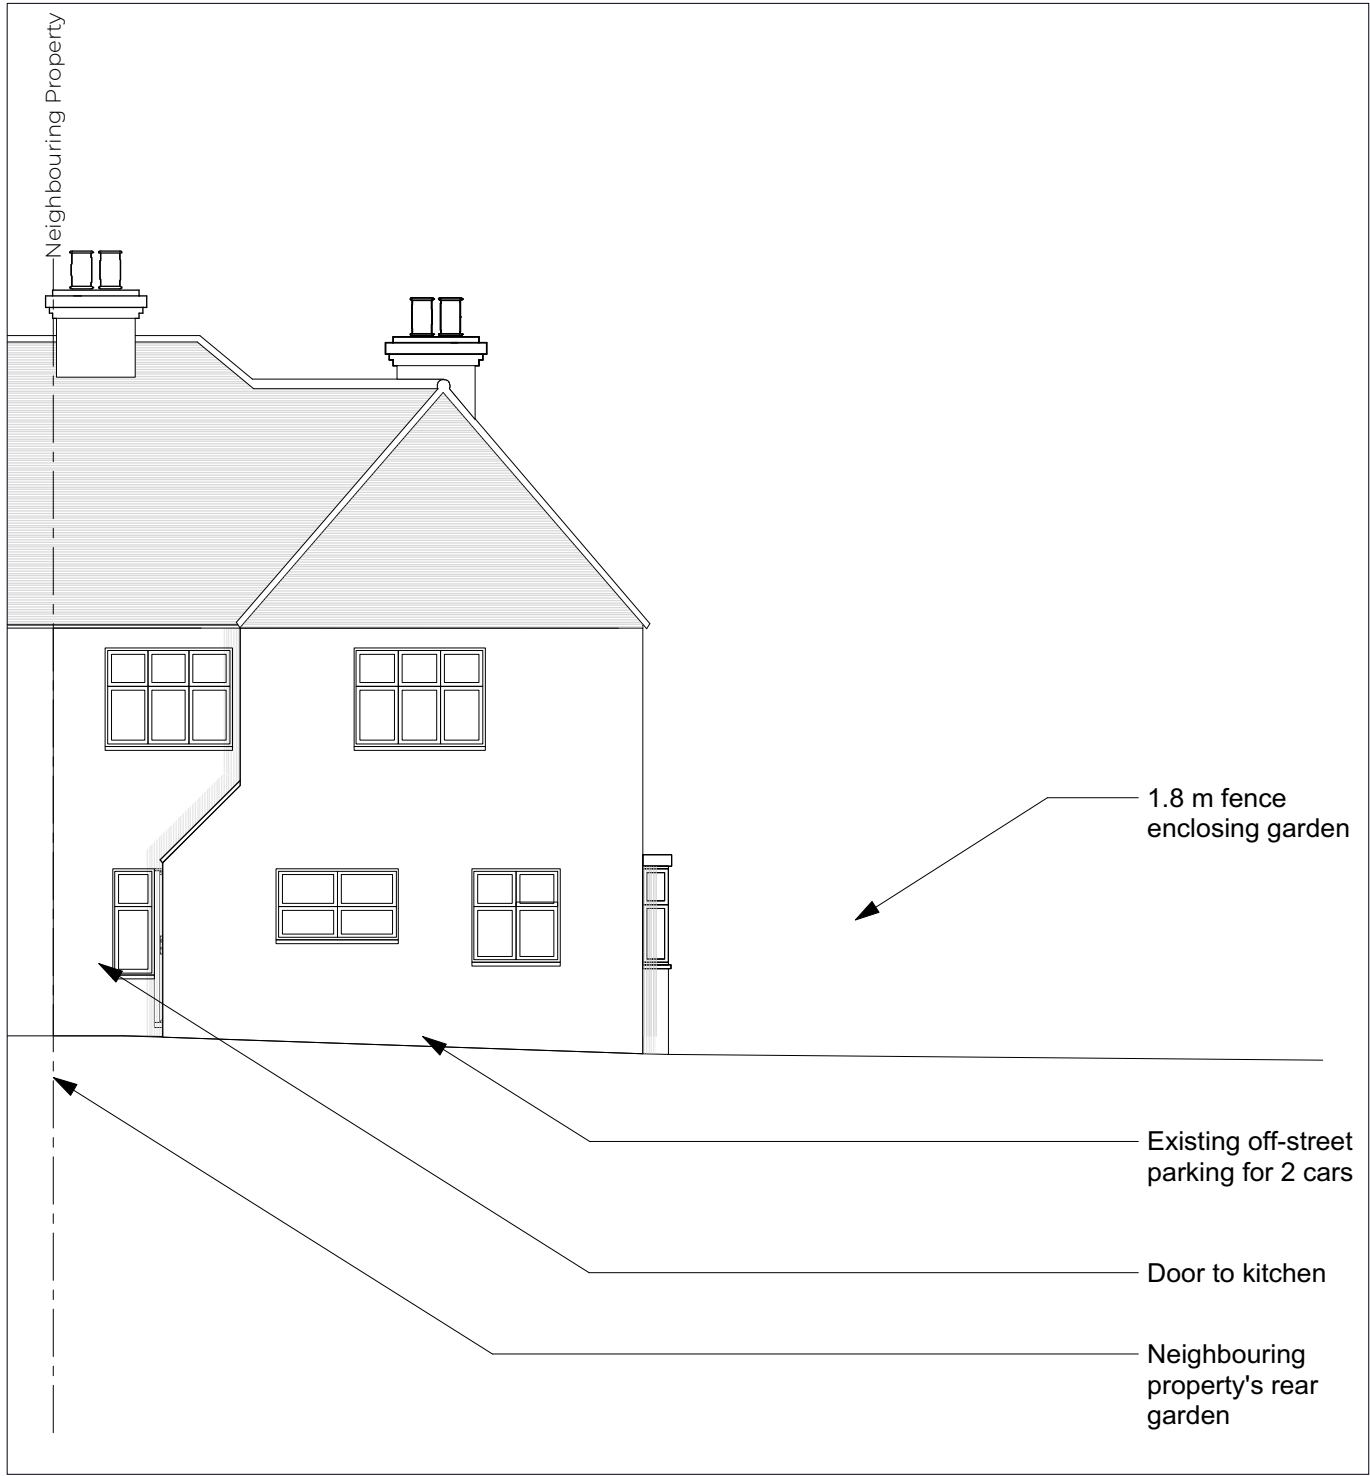 Neighbouring Property
1.8 m fence
enclosing garden
Existing off-street
parking for 2 cars
Door to kitchen
Neighbouring
property's rear
garden